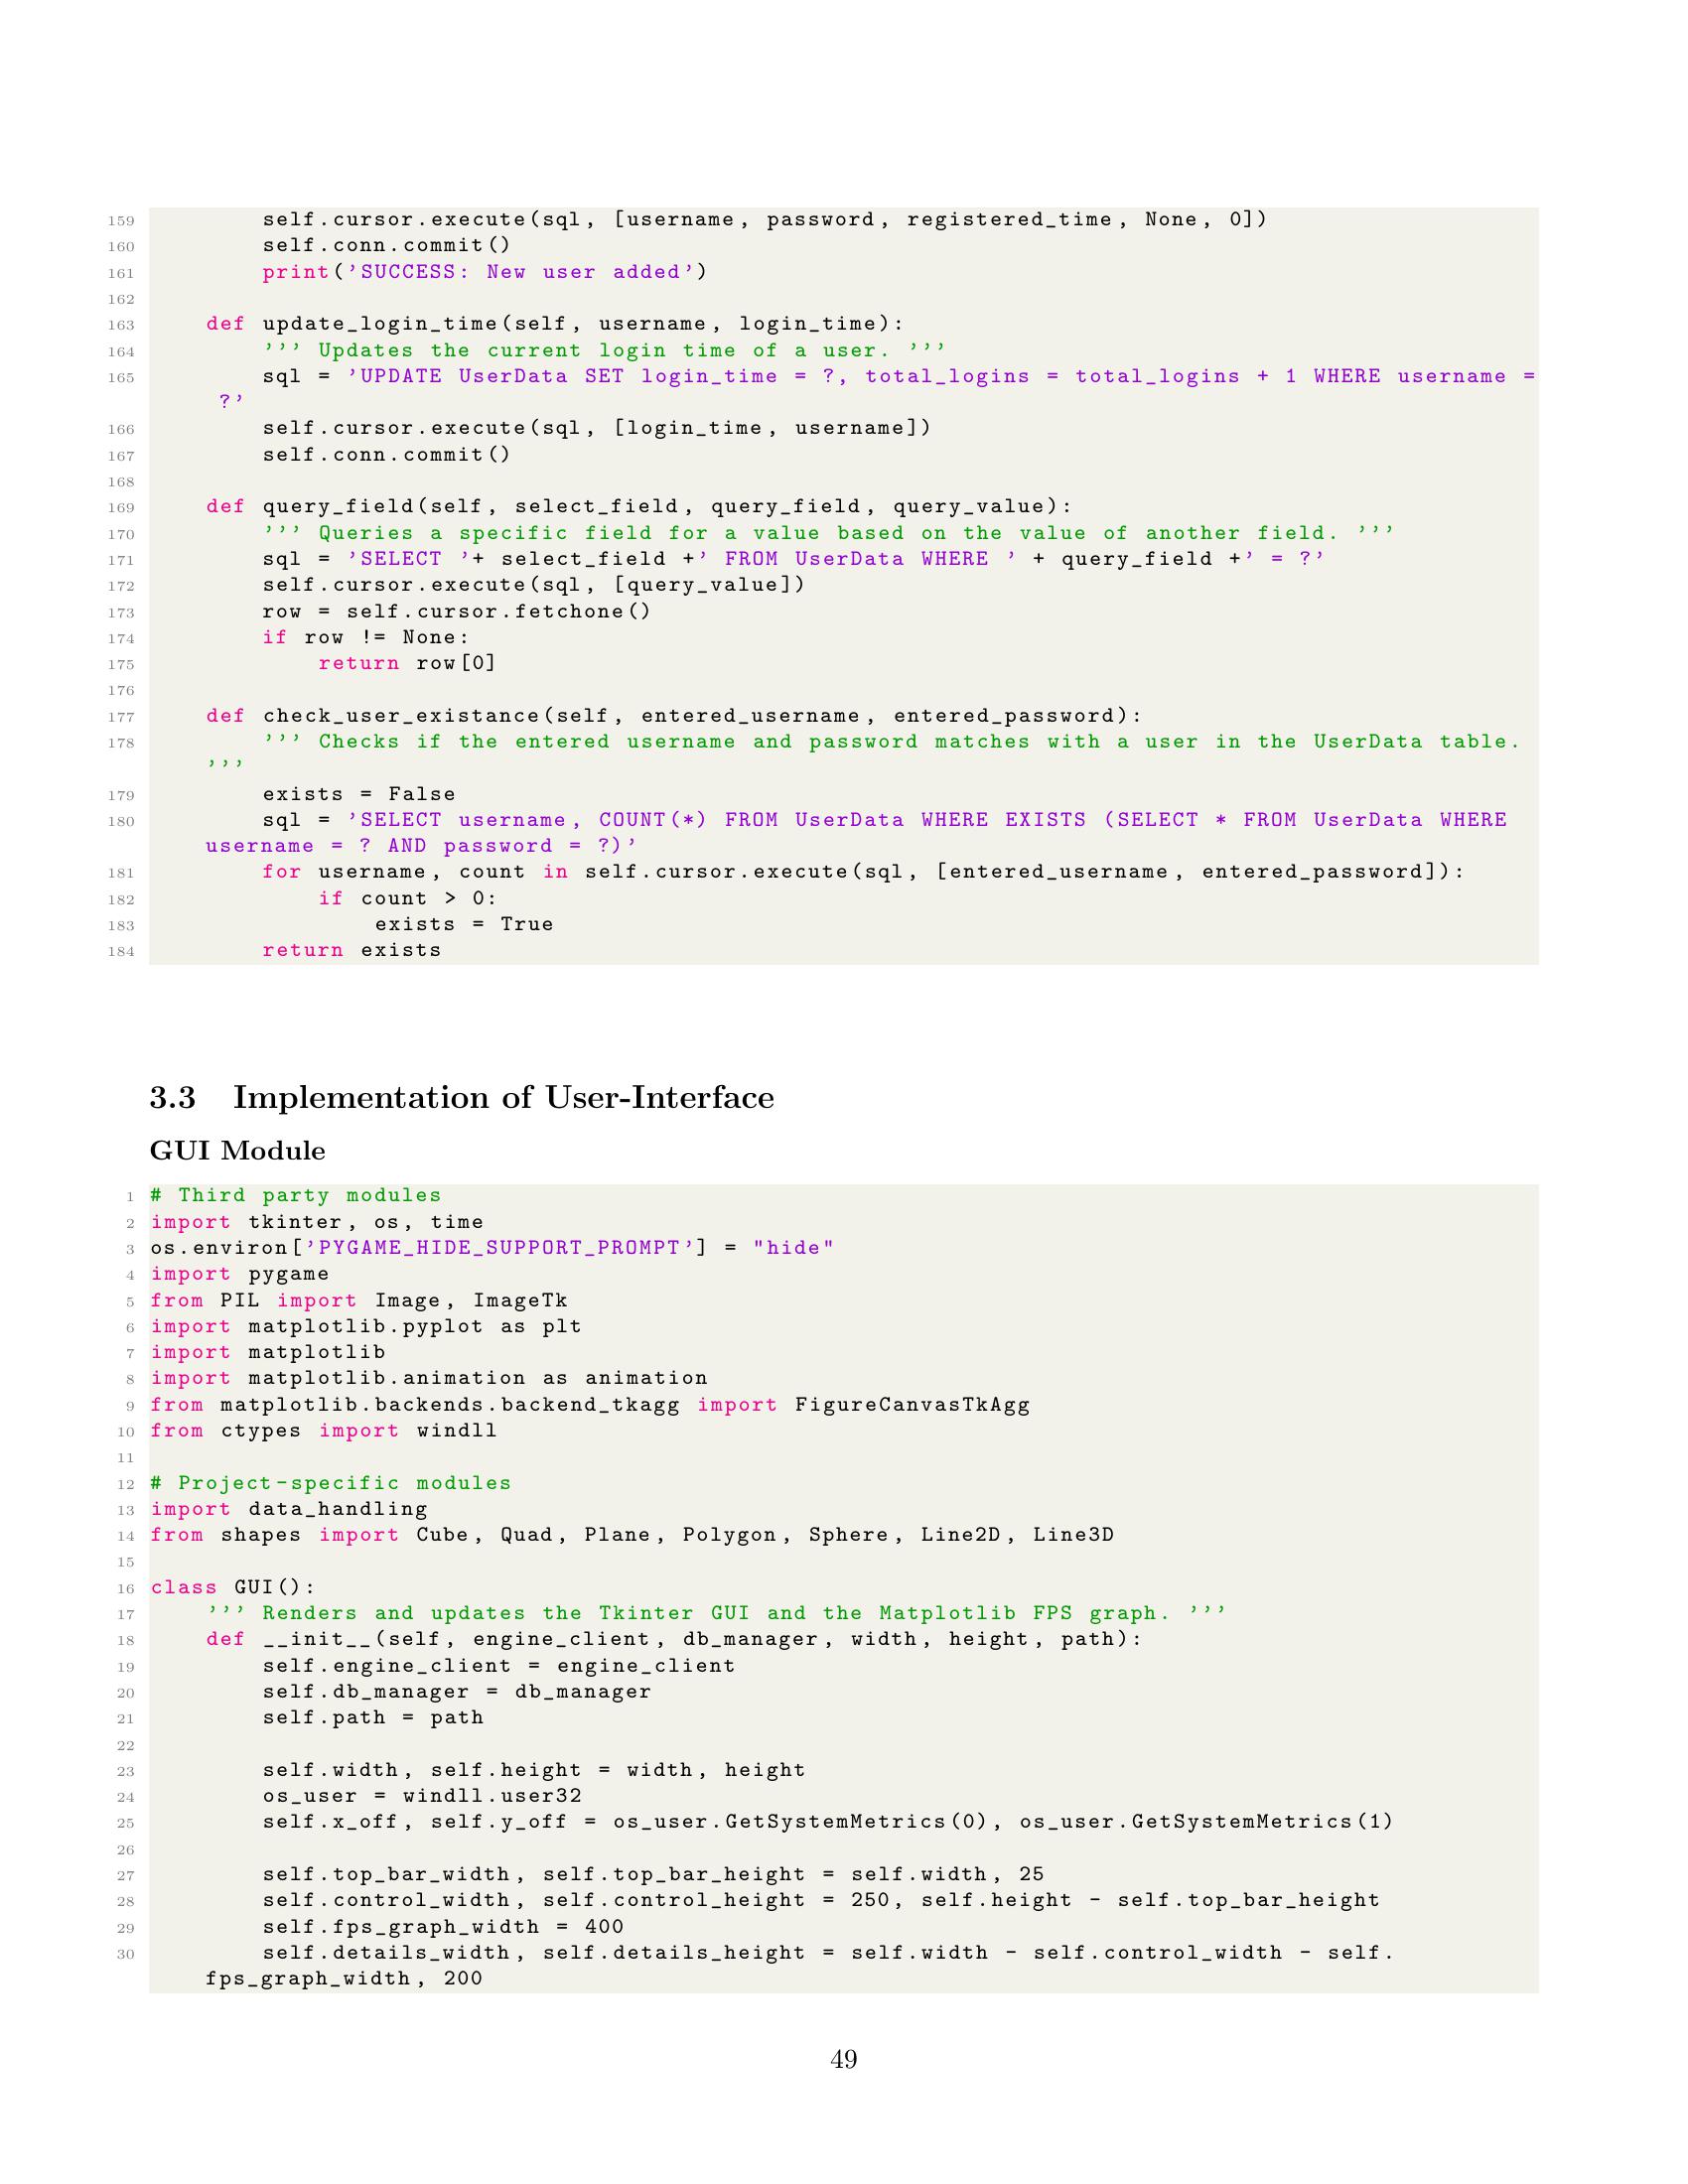 159 self.cursor.execute(sql, [username, password, registered_time, None, 0])
160 self.conn.commit()
161 print('SUCCESS: New user added')
162
163 def update_login_time(self, username, login_time):
164 ''' Updates the current login time of a user. '''
165 sql = 'UPDATE UserData SET login_time = ?, total_logins = total_logins + 1 WHERE username =
?'
166 self.cursor.execute(sql, [login_time, username])
167 self.conn.commit()
168
169 def query_field(self, select_field, query_field, query_value):
170 ''' Queries a specific field for a value based on the value of another field. '''
171 sql = 'SELECT '+ select_field +' FROM UserData WHERE ' + query_field +' = ?'
172 self.cursor.execute(sql, [query_value])
173 row = self.cursor.fetchone()
174 if row != None:
175 return row[0]
176
177 def check_user_existance(self, entered_username, entered_password):
178 ''' Checks if the entered username and password matches with a user in the UserData table.
'''
179 exists = False
180 sql = 'SELECT username, COUNT(*) FROM UserData WHERE EXISTS (SELECT * FROM UserData WHERE
username = ? AND password = ?)'
181 for username, count in self.cursor.execute(sql, [entered_username, entered_password]):
182 if count > 0:
183 exists = True
184 return exists
3.3 Implementation of User-Interface
GUI Module
1 # Third party modules
2 import tkinter, os, time
3 os.environ['PYGAME_HIDE_SUPPORT_PROMPT'] = "hide"
4 import pygame
5 from PIL import Image, ImageTk
6 import matplotlib.pyplot as plt
7 import matplotlib
8 import matplotlib.animation as animation
9 from matplotlib.backends.backend_tkagg import FigureCanvasTkAgg
10 from ctypes import windll
11
12 # Project-specific modules
13 import data_handling
14 from shapes import Cube, Quad, Plane, Polygon, Sphere, Line2D, Line3D
15
16 class GUI():
17 ''' Renders and updates the Tkinter GUI and the Matplotlib FPS graph. '''
18 def __init__(self, engine_client, db_manager, width, height, path):
19 self.engine_client = engine_client
20 self.db_manager = db_manager
21 self.path = path
22
23 self.width, self.height = width, height
24 os_user = windll.user32
25 self.x_off, self.y_off = os_user.GetSystemMetrics(0), os_user.GetSystemMetrics(1)
26
27 self.top_bar_width, self.top_bar_height = self.width, 25
28 self.control_width, self.control_height = 250, self.height - self.top_bar_height
29 self.fps_graph_width = 400
30 self.details_width, self.details_height = self.width - self.control_width - self.
fps_graph_width, 200
49